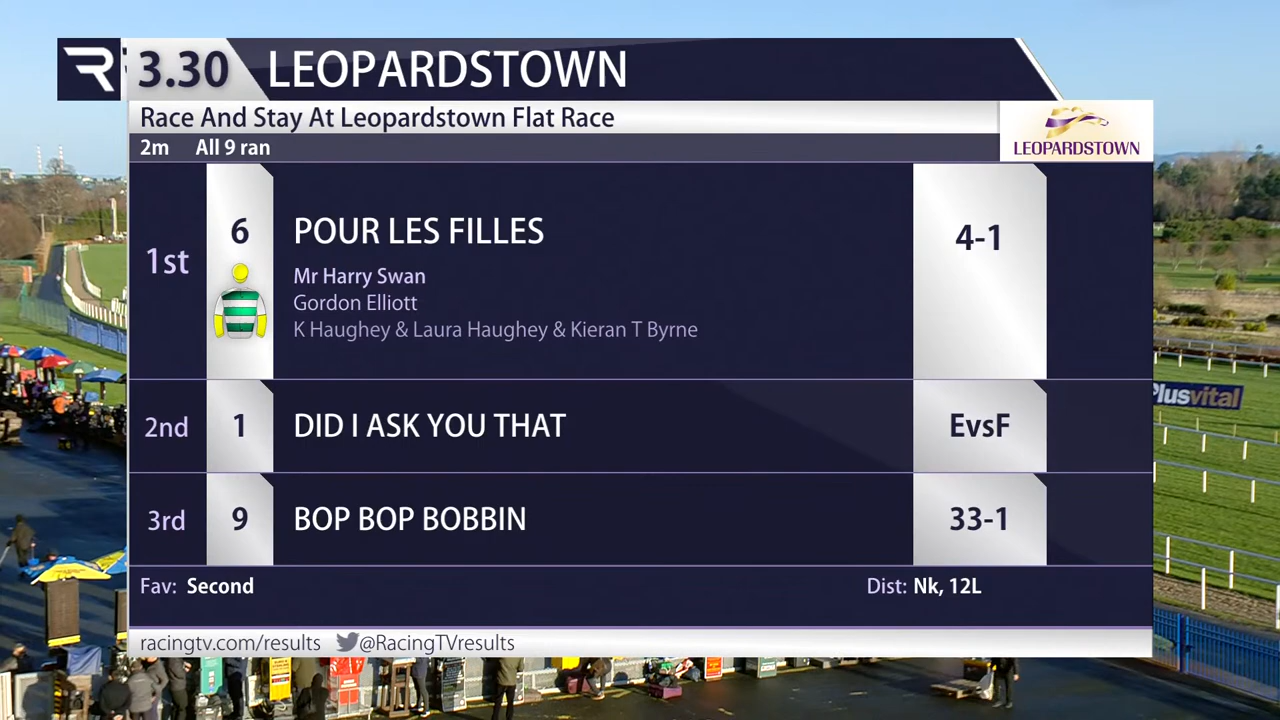 3.30 LEOPARDSTOWN
Race And Stay At Leopardstown Flat Race
LEOPARDSTOWN
2m All 9 ran
1st 6 POUR LES FILLES 4-1
Mr Harry Swan
Gordon Elliott
K Haughey & Laura Haughey & Kieran T Byrne
2nd 1 DID I ASK YOU THAT EvsF
3rd 9 BOP BOP BOBBIN 33-1
Fav: Second Dist: Nk, 12L
racingtv.com/results @RacingTVresults
Plusvital